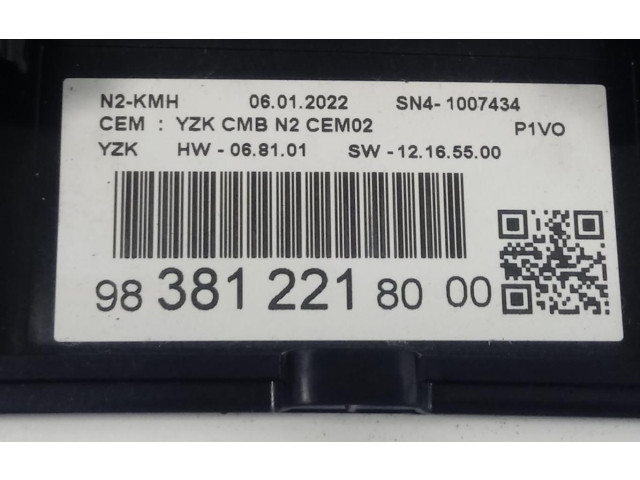 N2-KMH 06.01.2022 SN4- 1007434
CEM : YZK CMB N2 CEM02 P1VO
YZK HW - 06.81.01 SW - 12.16.55.00
98 381 221 80 00